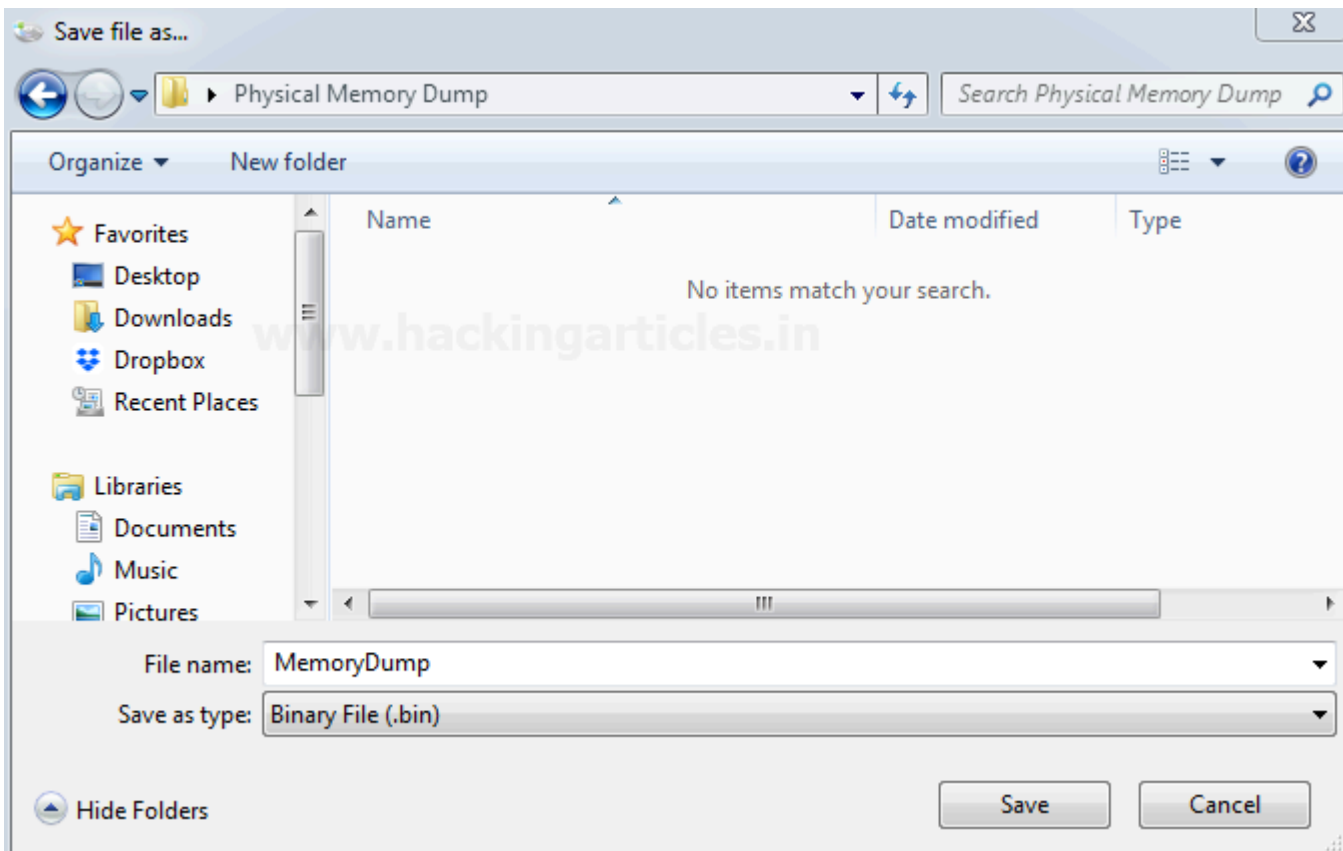 Save file as...
Physical Memory Dump
Search Physical Memory Dump
Organize
New folder
Name
Date modified
Type
No items match your search.
Favorites
Desktop
Downloads
Dropbox
Recent Places
Libraries
Documents
Music
Pictures
www.hackingarticles.in
File name: MemoryDump
Save as type: Binary File (.bin)
Hide Folders
Save
Cancel